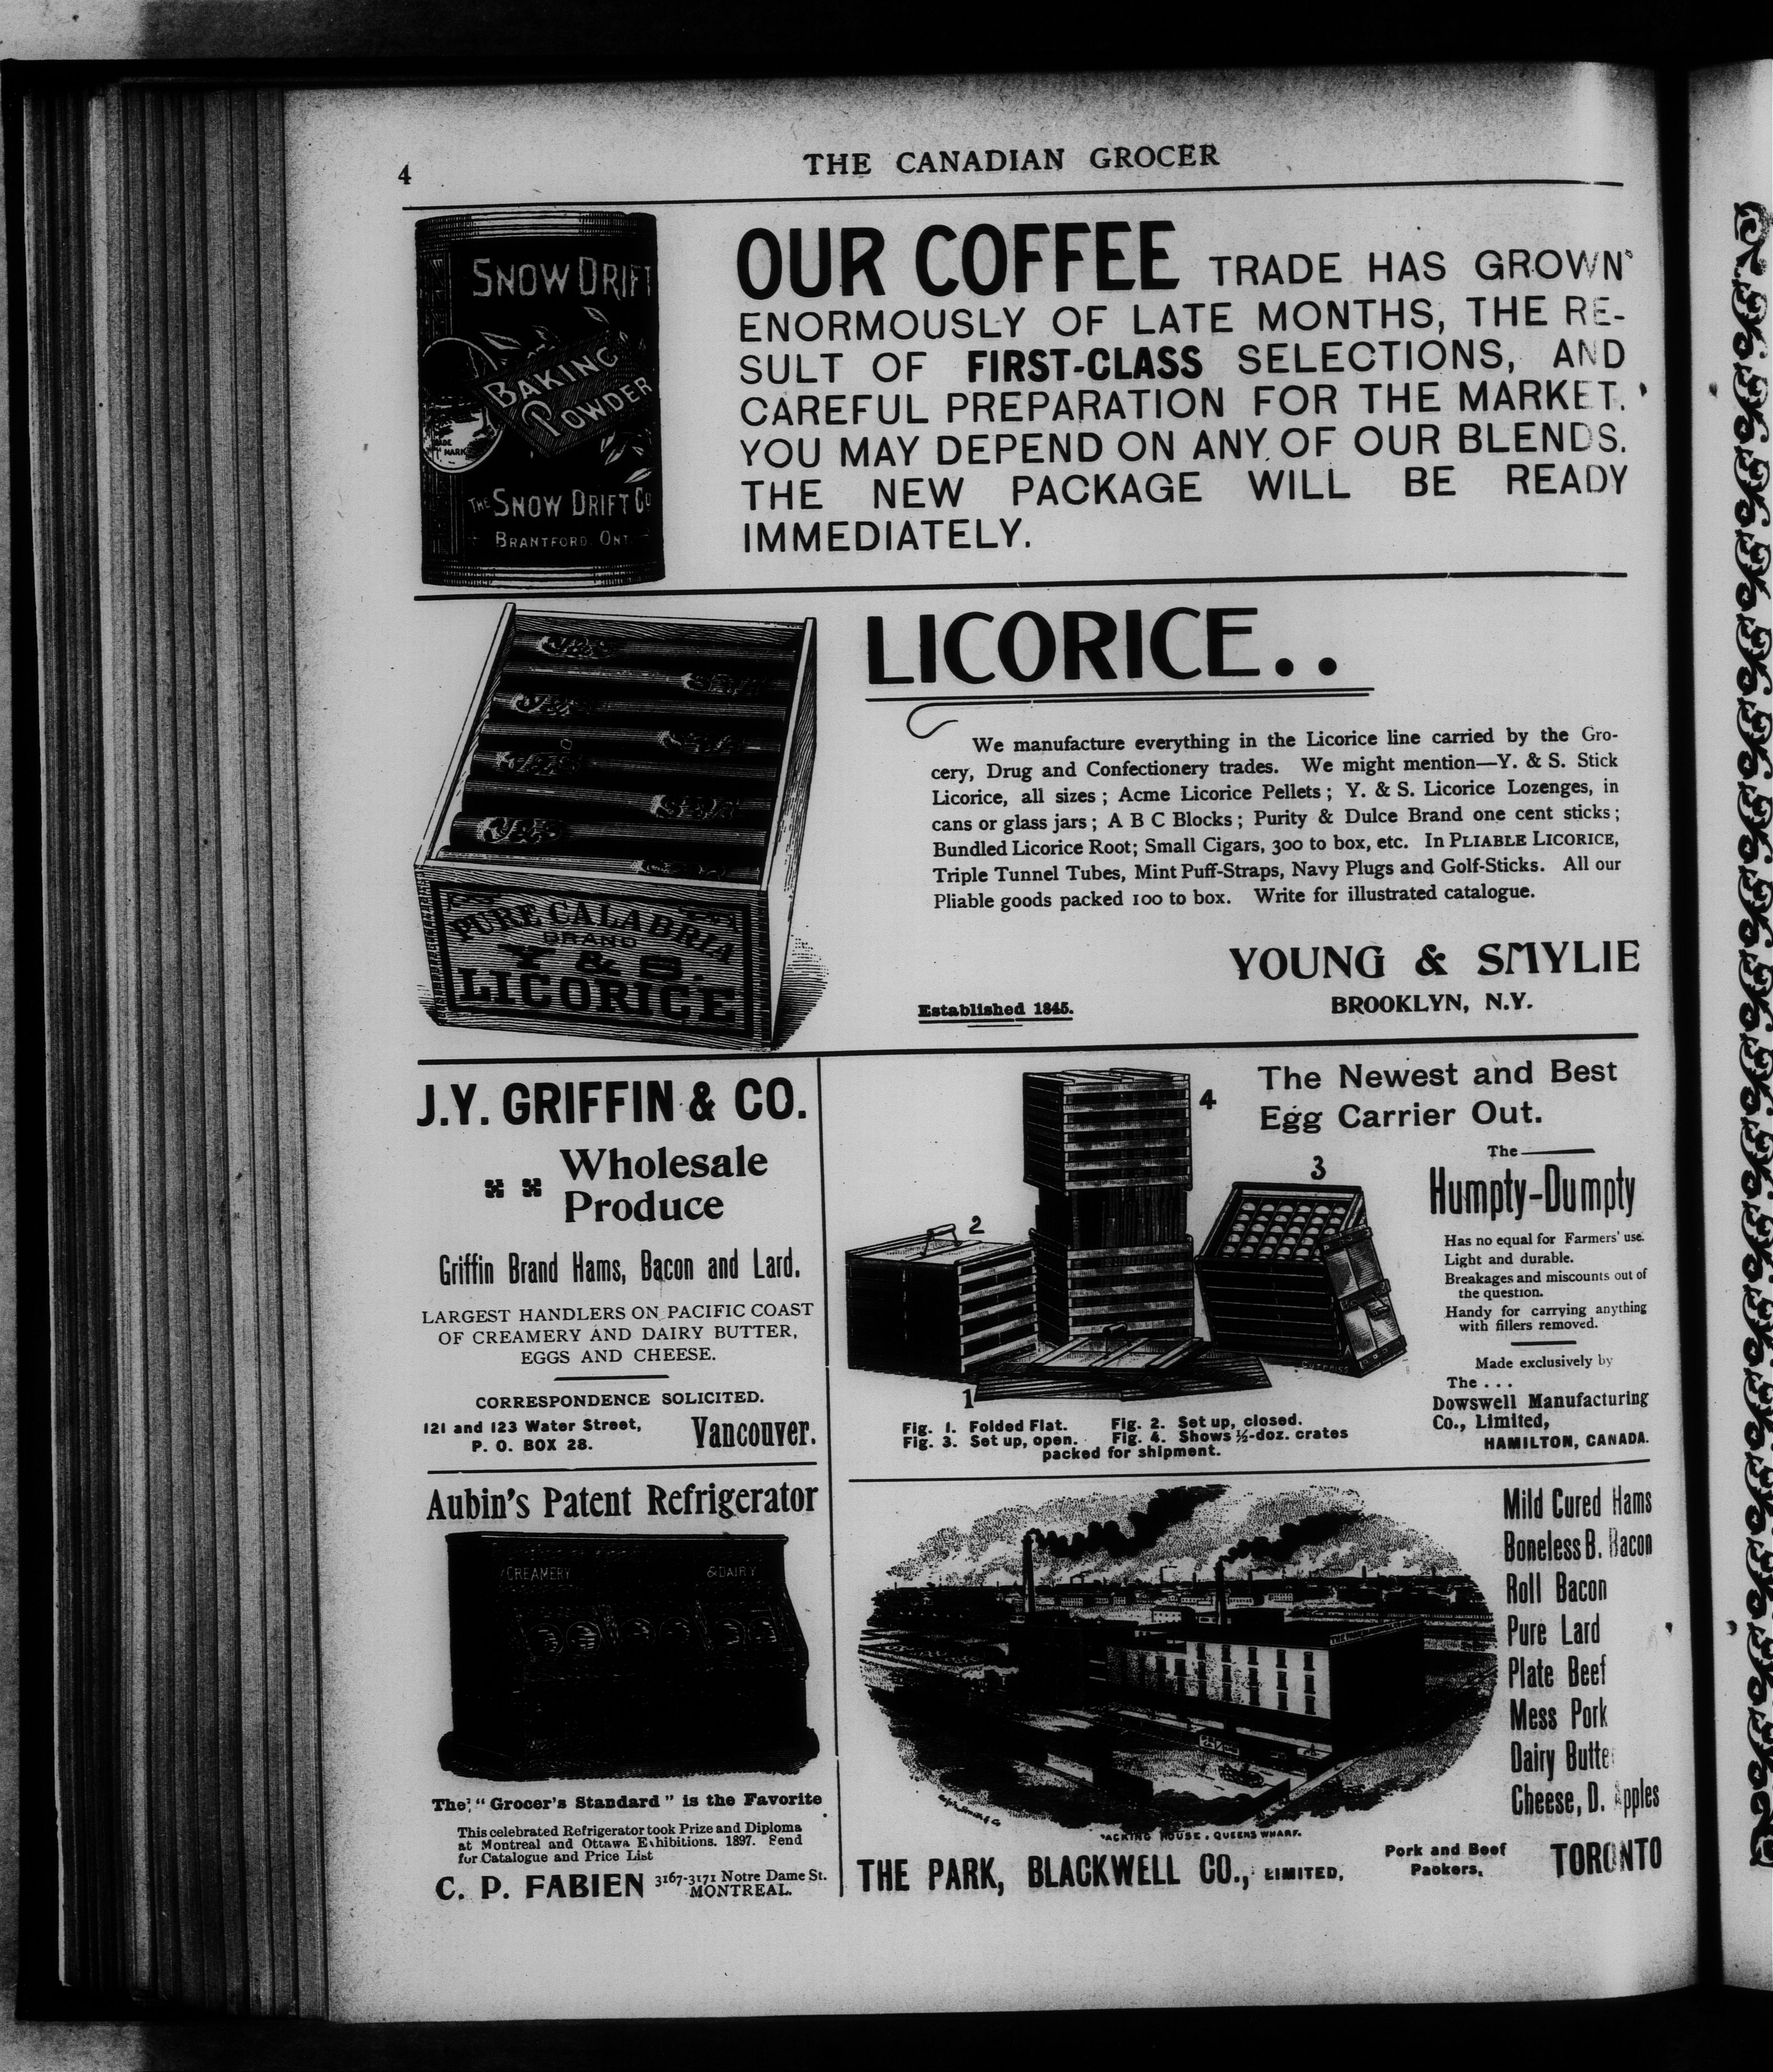 4
THE CANADIAN GROCER
SNOW DRIFT
BAKING
POWDER
TRADE
MARK
THE SNOW DRIFT CO
BRANTFORD. ONT.
OUR COFFEE TRADE HAS GROWN
ENORMOUSLY OF LATE MONTHS, THE RE-
SULT OF FIRST-CLASS SELECTIONS, AND
CAREFUL PREPARATION FOR THE MARKET.
YOU MAY DEPEND ON ANY OF OUR BLENDS.
THE NEW PACKAGE WILL BE READY
IMMEDIATELY.
PURE CALABRIA
BRAND
Y & S.
LICORICE
LICORICE..
We manufacture everything in the Licorice line carried by the Gro-
cery, Drug and Confectionery trades. We might mention—Y. & S. Stick
Licorice, all sizes; Acme Licorice Pellets; Y. & S. Licorice Lozenges, in
cans or glass jars; A B C Blocks; Purity & Dulce Brand one cent sticks;
Bundled Licorice Root; Small Cigars, 300 to box, etc. In PLIABLE LICORICE,
Triple Tunnel Tubes, Mint Puff-Straps, Navy Plugs and Golf-Sticks. All our
Pliable goods packed 100 to box. Write for illustrated catalogue.
YOUNG & SMYLIE
Established 1845.
BROOKLYN, N.Y.
J.Y. GRIFFIN & CO.
Wholesale
Produce
Griffin Brand Hams, Bacon and Lard.
LARGEST HANDLERS ON PACIFIC COAST
OF CREAMERY AND DAIRY BUTTER,
EGGS AND CHEESE.
CORRESPONDENCE SOLICITED.
121 and 123 Water Street,
P. O. BOX 28.
Vancouver.
The Newest and Best
Egg Carrier Out.
4
3
2
1
The
Humpty-Dumpty
Has no equal for Farmers' use.
Light and durable.
Breakages and miscounts out of
the question.
Handy for carrying anything
with fillers removed.
Made exclusively by
The . . .
Dowswell Manufacturing
Co., Limited,
HAMILTON, CANADA.
Fig. 1. Folded Flat. Fig. 2. Set up, closed.
Fig. 3. Set up, open. Fig. 4. Shows ½-doz. crates
packed for shipment.
Aubin's Patent Refrigerator
CREAMERY & DAIRY
The "Grocer's Standard" is the Favorite
This celebrated Refrigerator took Prize and Diploma
at Montreal and Ottawa Exhibitions. 1897. Send
for Catalogue and Price List
C. P. FABIEN 3167-3171 Notre Dame St.
MONTREAL.
Mild Cured Hams
Boneless B. Bacon
Roll Bacon
Pure Lard
Plate Beef
Mess Pork
Dairy Butter
Cheese, D. Apples
PACKING HOUSE, QUEENS WHARF.
THE PARK, BLACKWELL CO., LIMITED,
Pork and Beef
Packers,
TORONTO